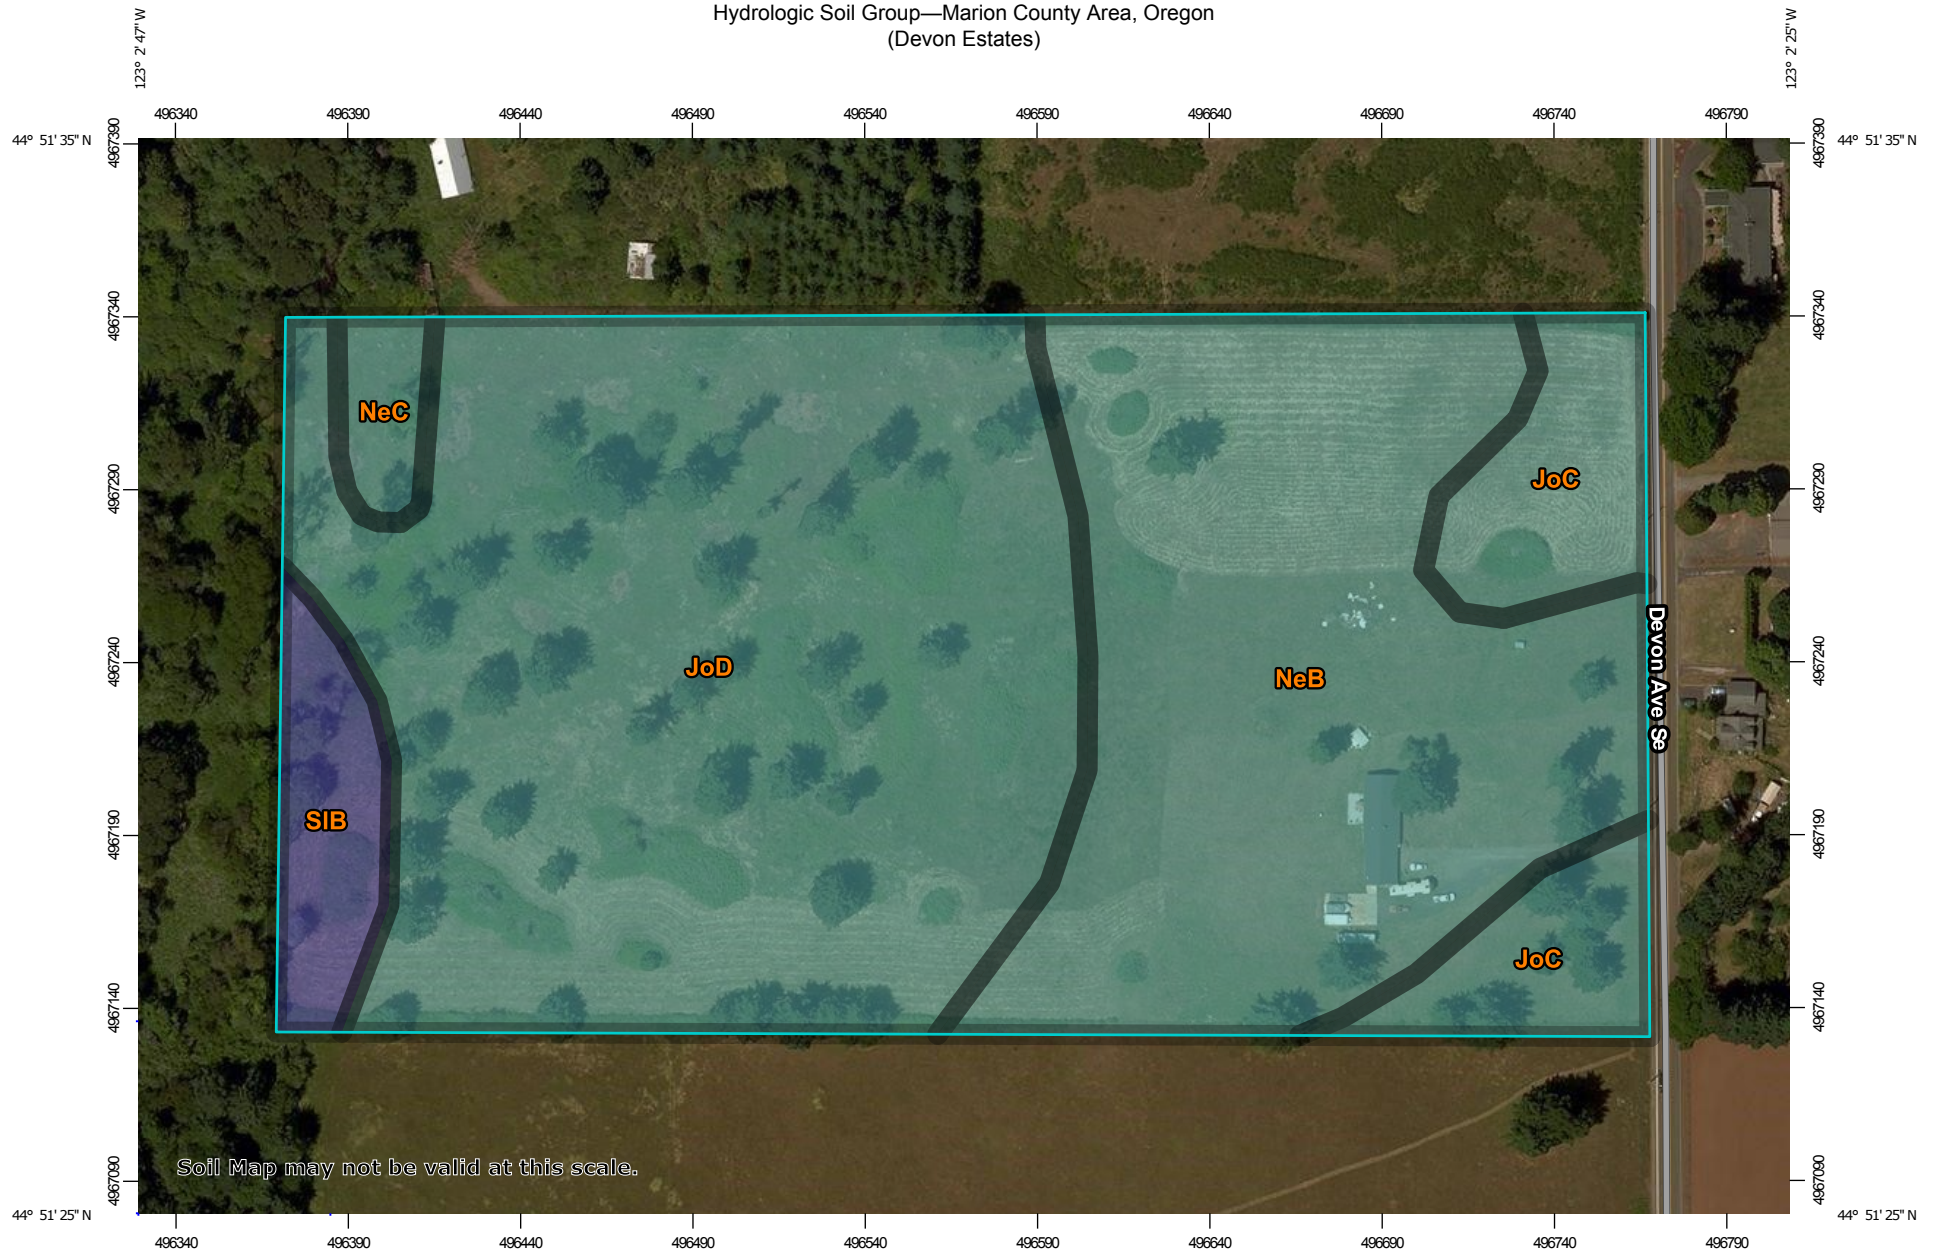 Hydrologic Soil Group—Marion County Area, Oregon
(Devon Estates)
123° 2' 47" W
123° 2' 25" W
496340 496390 496440 496490 496540 496590 496640 496690 496740 496790
44° 51' 35" N
44° 51' 35" N
4967390
4967390
4967340
4967340
NeC
JoC
4967290
4967290
JoD
NeB
Devon Ave Se
4967240
4967240
SlB
4967190
4967190
JoC
4967140
4967140
Soil Map may not be valid at this scale.
4967090
4967090
44° 51' 25" N
44° 51' 25" N
496340 496390 496440 496490 496540 496590 496640 496690 496740 496790